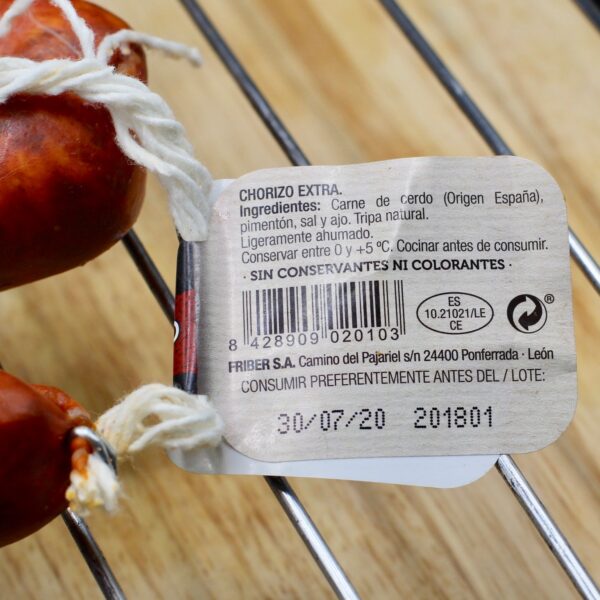 CHORIZO EXTRA.
Ingredientes: Carne de cerdo (Origen España),
pimentón, sal y ajo. Tripa natural.
Ligeramente ahumado.
Conservar entre 0 y +5 ºC. Cocinar antes de consumir.
· SIN CONSERVANTES NI COLORANTES ·
8 428909 020103
ES
10.21021/LE
CE
®
FRIBER S.A. Camino del Pajariel s/n 24400 Ponferrada · León
CONSUMIR PREFERENTEMENTE ANTES DEL / LOTE:
30/07/20 201801